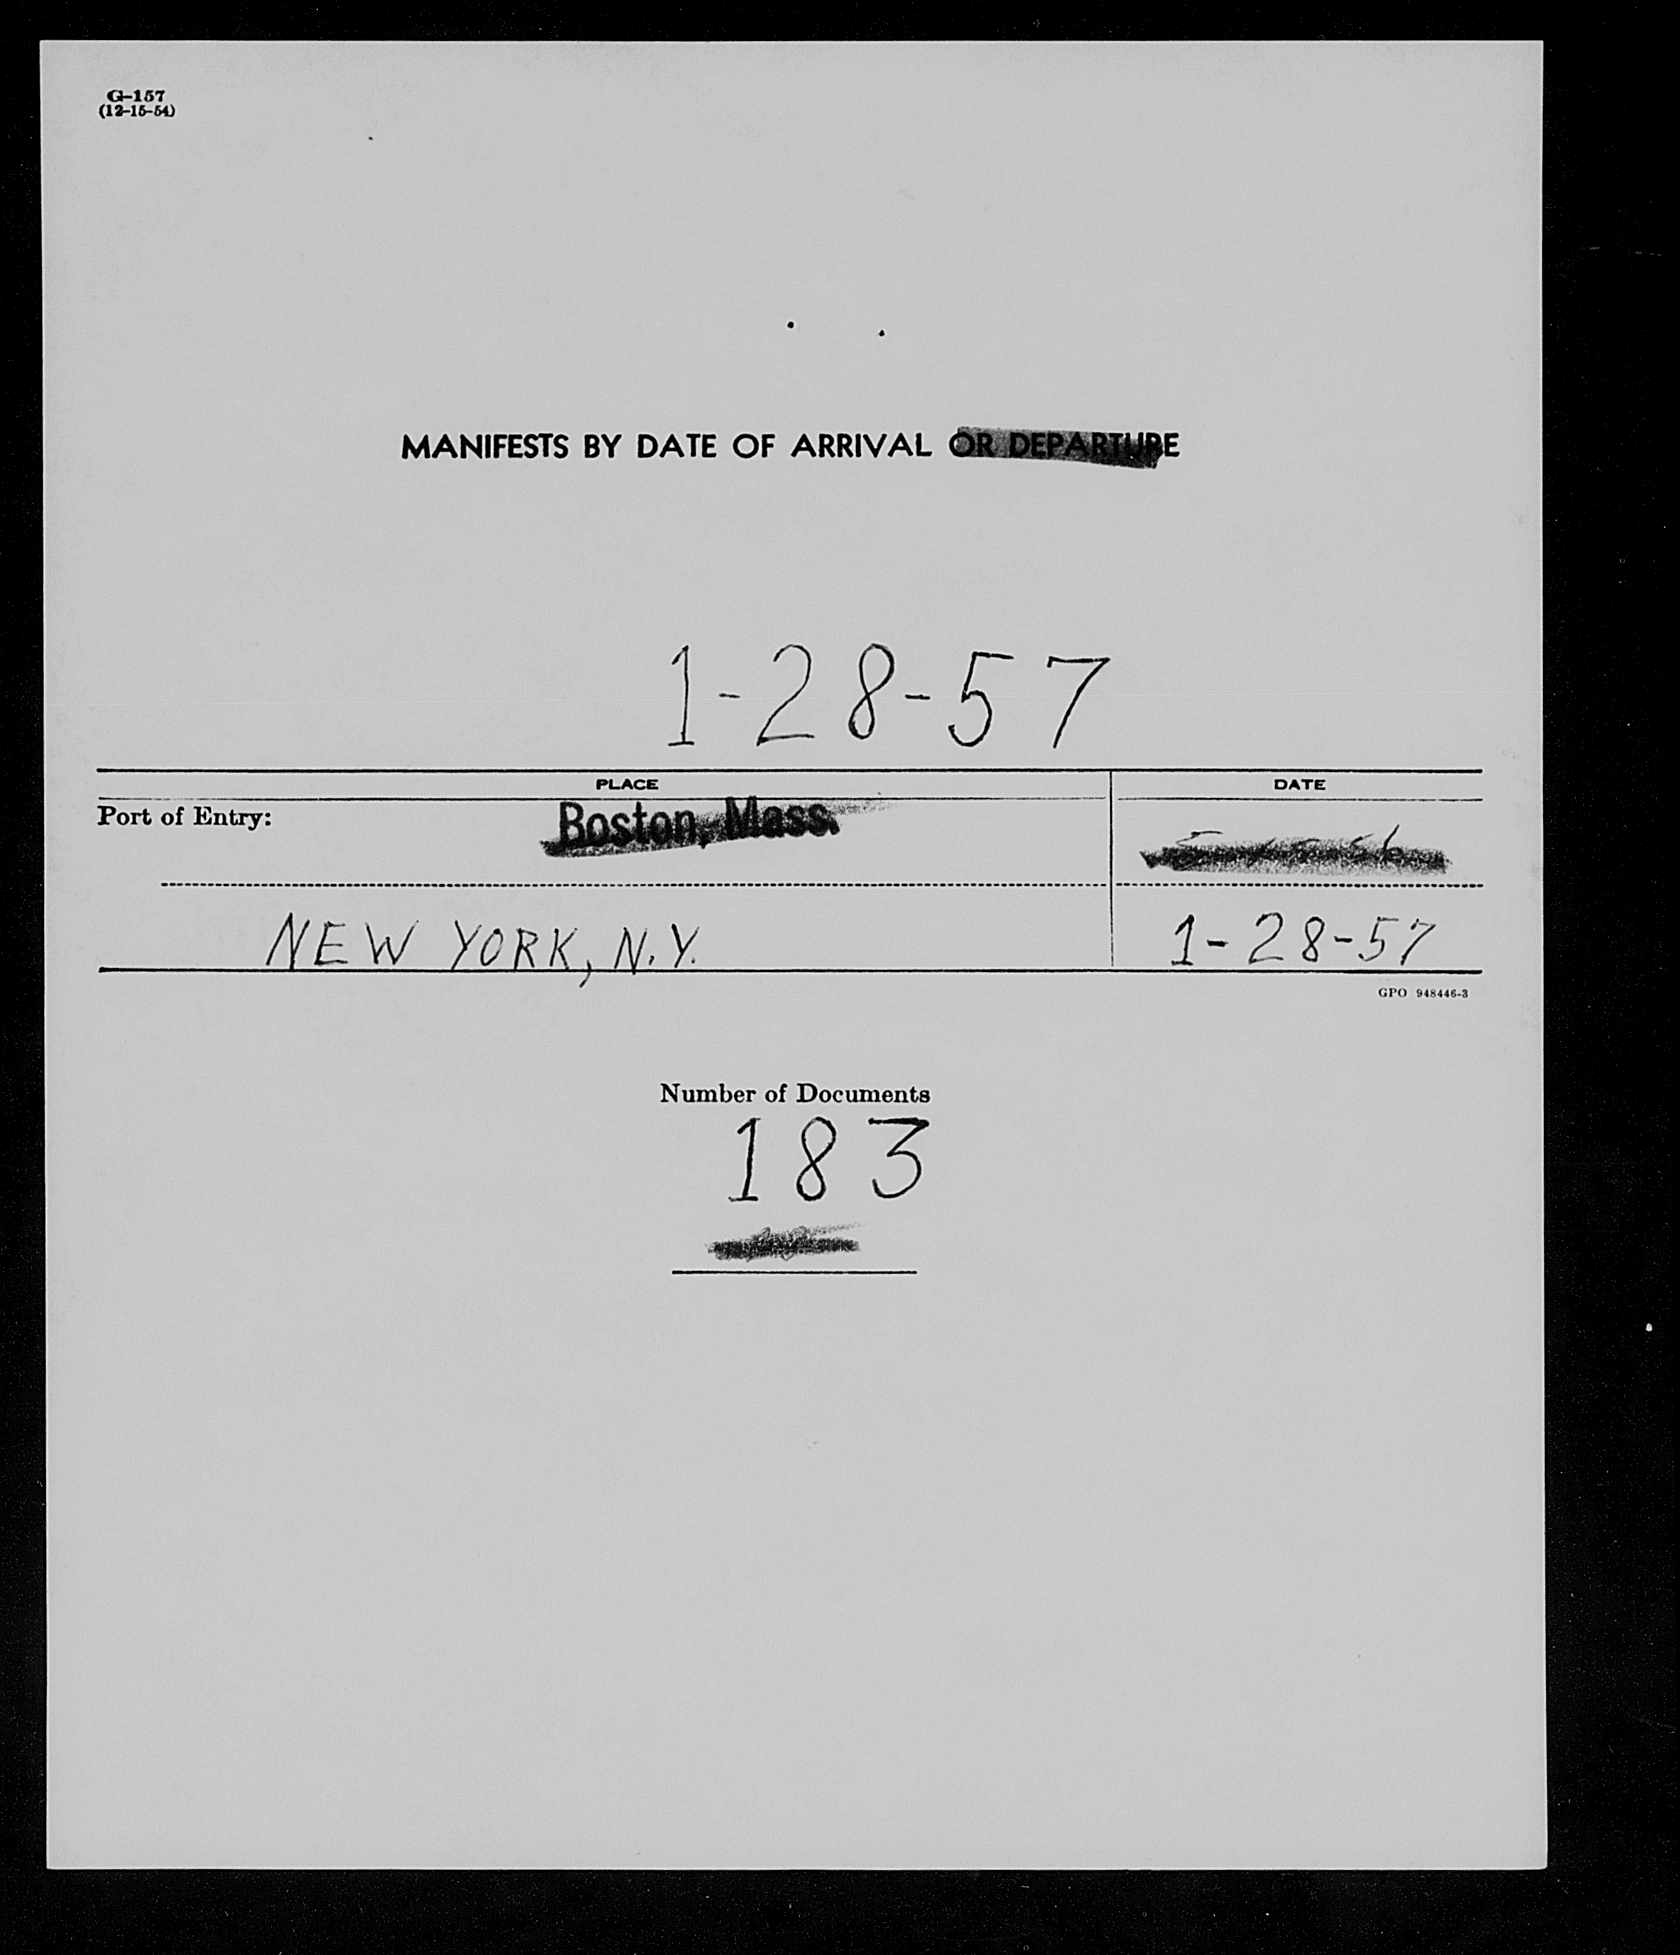 G-157
(12-15-54)
MANIFESTS BY DATE OF ARRIVAL OR DEPARTURE
1-28-57
PLACE
DATE
Port of Entry:
Boston, Mass.
NEW YORK, N.Y.
1-28-57
GPO 948446-3
Number of Documents
183